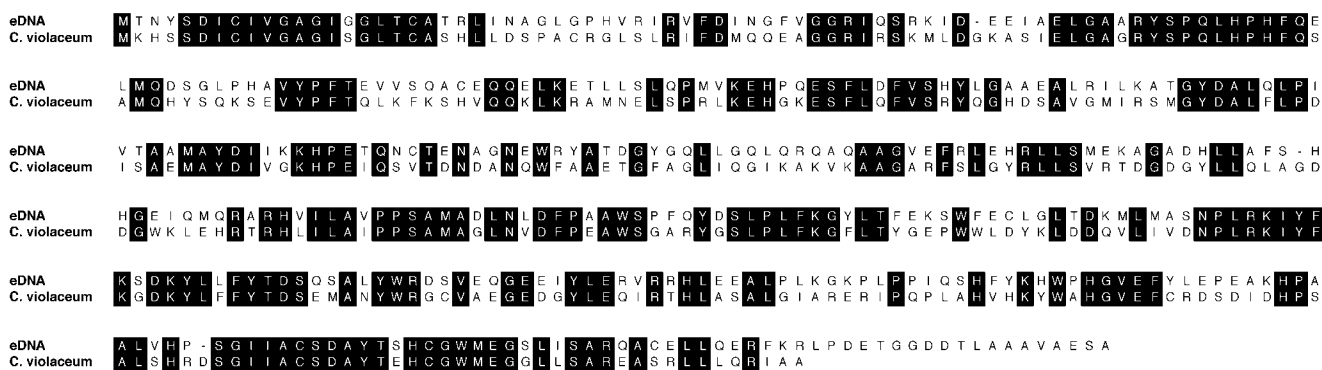 eDNA MTNYSDICIVGAGIGGLTCATRLINAGLGPHVRIRVFDINGFVGGRIQSRKID-EEIAELGAARYSPQLHPHFQE
C. violaceum MKHSSDICIVGAGISGLTCASHLLDSPACRGLSLRIFDMQQEAGGRIRSKMLDGKASIELGAGRYSPQLHPHFQS
eDNA LMQDSGLPHAVYPFTEVVSQACEQQELKETLLSLQPMVKEHPQESFLDFVSHYLGAAEALRILKATGYDALQLPI
C. violaceum AMQHYSQKSEVYPFTQLKFKSHVQQKLKRAMNELSPRLKEHGKESFLQFVSRYQGHDSAVGMIRSMGYDALFLPD
eDNA VTAAMAYDIIKKHPETQNCTENAGNEWRYATDGYGQLLGQLQRQAQAAGVEFRLEHRLLSMEKAGADHLLAFS-H
C. violaceum ISAEMAYDIVGKHPEIQSVTDNDANQWFAAETGFAGLIQGIKAKVKAAGARFSLGYRLLSVRTDGDGYLLQLAGD
eDNA HGEIQMQRARHVILAVPPSAMADLNLDFPAAWSPFQYDSLPLFKGYLTFEKSWFECLGLTDKMLMASNPLRKIYF
C. violaceum DGWKLEHRTRHLILAIPPSAMAGLNVDFPEAWSGARYGSLPLFKGFLTYGEPWWLDYKLDDQVLIVDNPLRKIYF
eDNA KSDKYLLFYTDSQSALYWRDSVEQGEEIYLERVRRHLEEALPLKGKPLPPIQSHFYKHWPHGVEFYLEPEAKHPA
C. violaceum KGDKYLFFYTDSEMANYWRGCVAEGEDGYLEQIRTHLASALGIARERIPQPLAHVHKYWAHGVEFCRDSDIDHPS
eDNA ALVHP-SGIIACSDAYTSHCGWMEGSLISARQACELLQERFKRLPDETGGDDTLAAAVAESA
C. violaceum ALSHRDSGIIACSDAYTEHCGWMEGGLLSAREASRLLLQRIAA